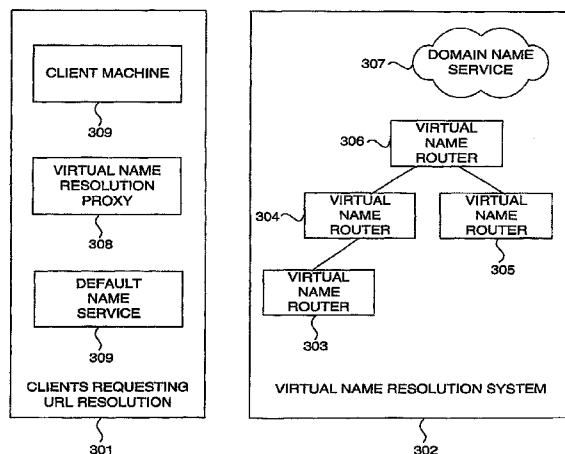 CLIENT MACHINE
309
VIRTUAL NAME
RESOLUTION
PROXY
308
DEFAULT
NAME
SERVICE
309
CLIENTS REQUESTING
URL RESOLUTION
301
307
DOMAIN NAME
SERVICE
306
VIRTUAL
NAME
ROUTER
304
VIRTUAL
NAME
ROUTER
VIRTUAL
NAME
ROUTER
305
VIRTUAL
NAME
ROUTER
303
VIRTUAL NAME RESOLUTION SYSTEM
302